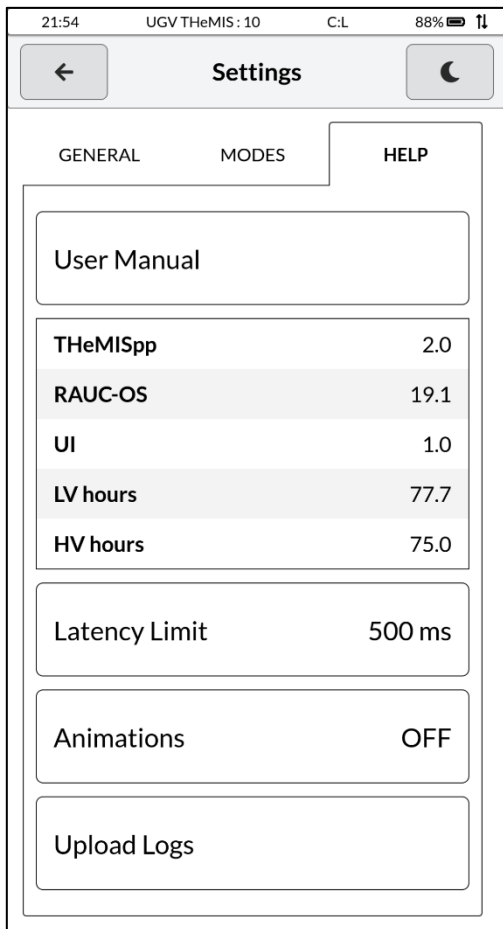 21:54 UGV THeMIS : 10 C:L 88%
Settings
GENERAL MODES HELP
User Manual
THeMISpp 2.0
RAUC-OS 19.1
UI 1.0
LV hours 77.7
HV hours 75.0
Latency Limit 500 ms
Animations OFF
Upload Logs